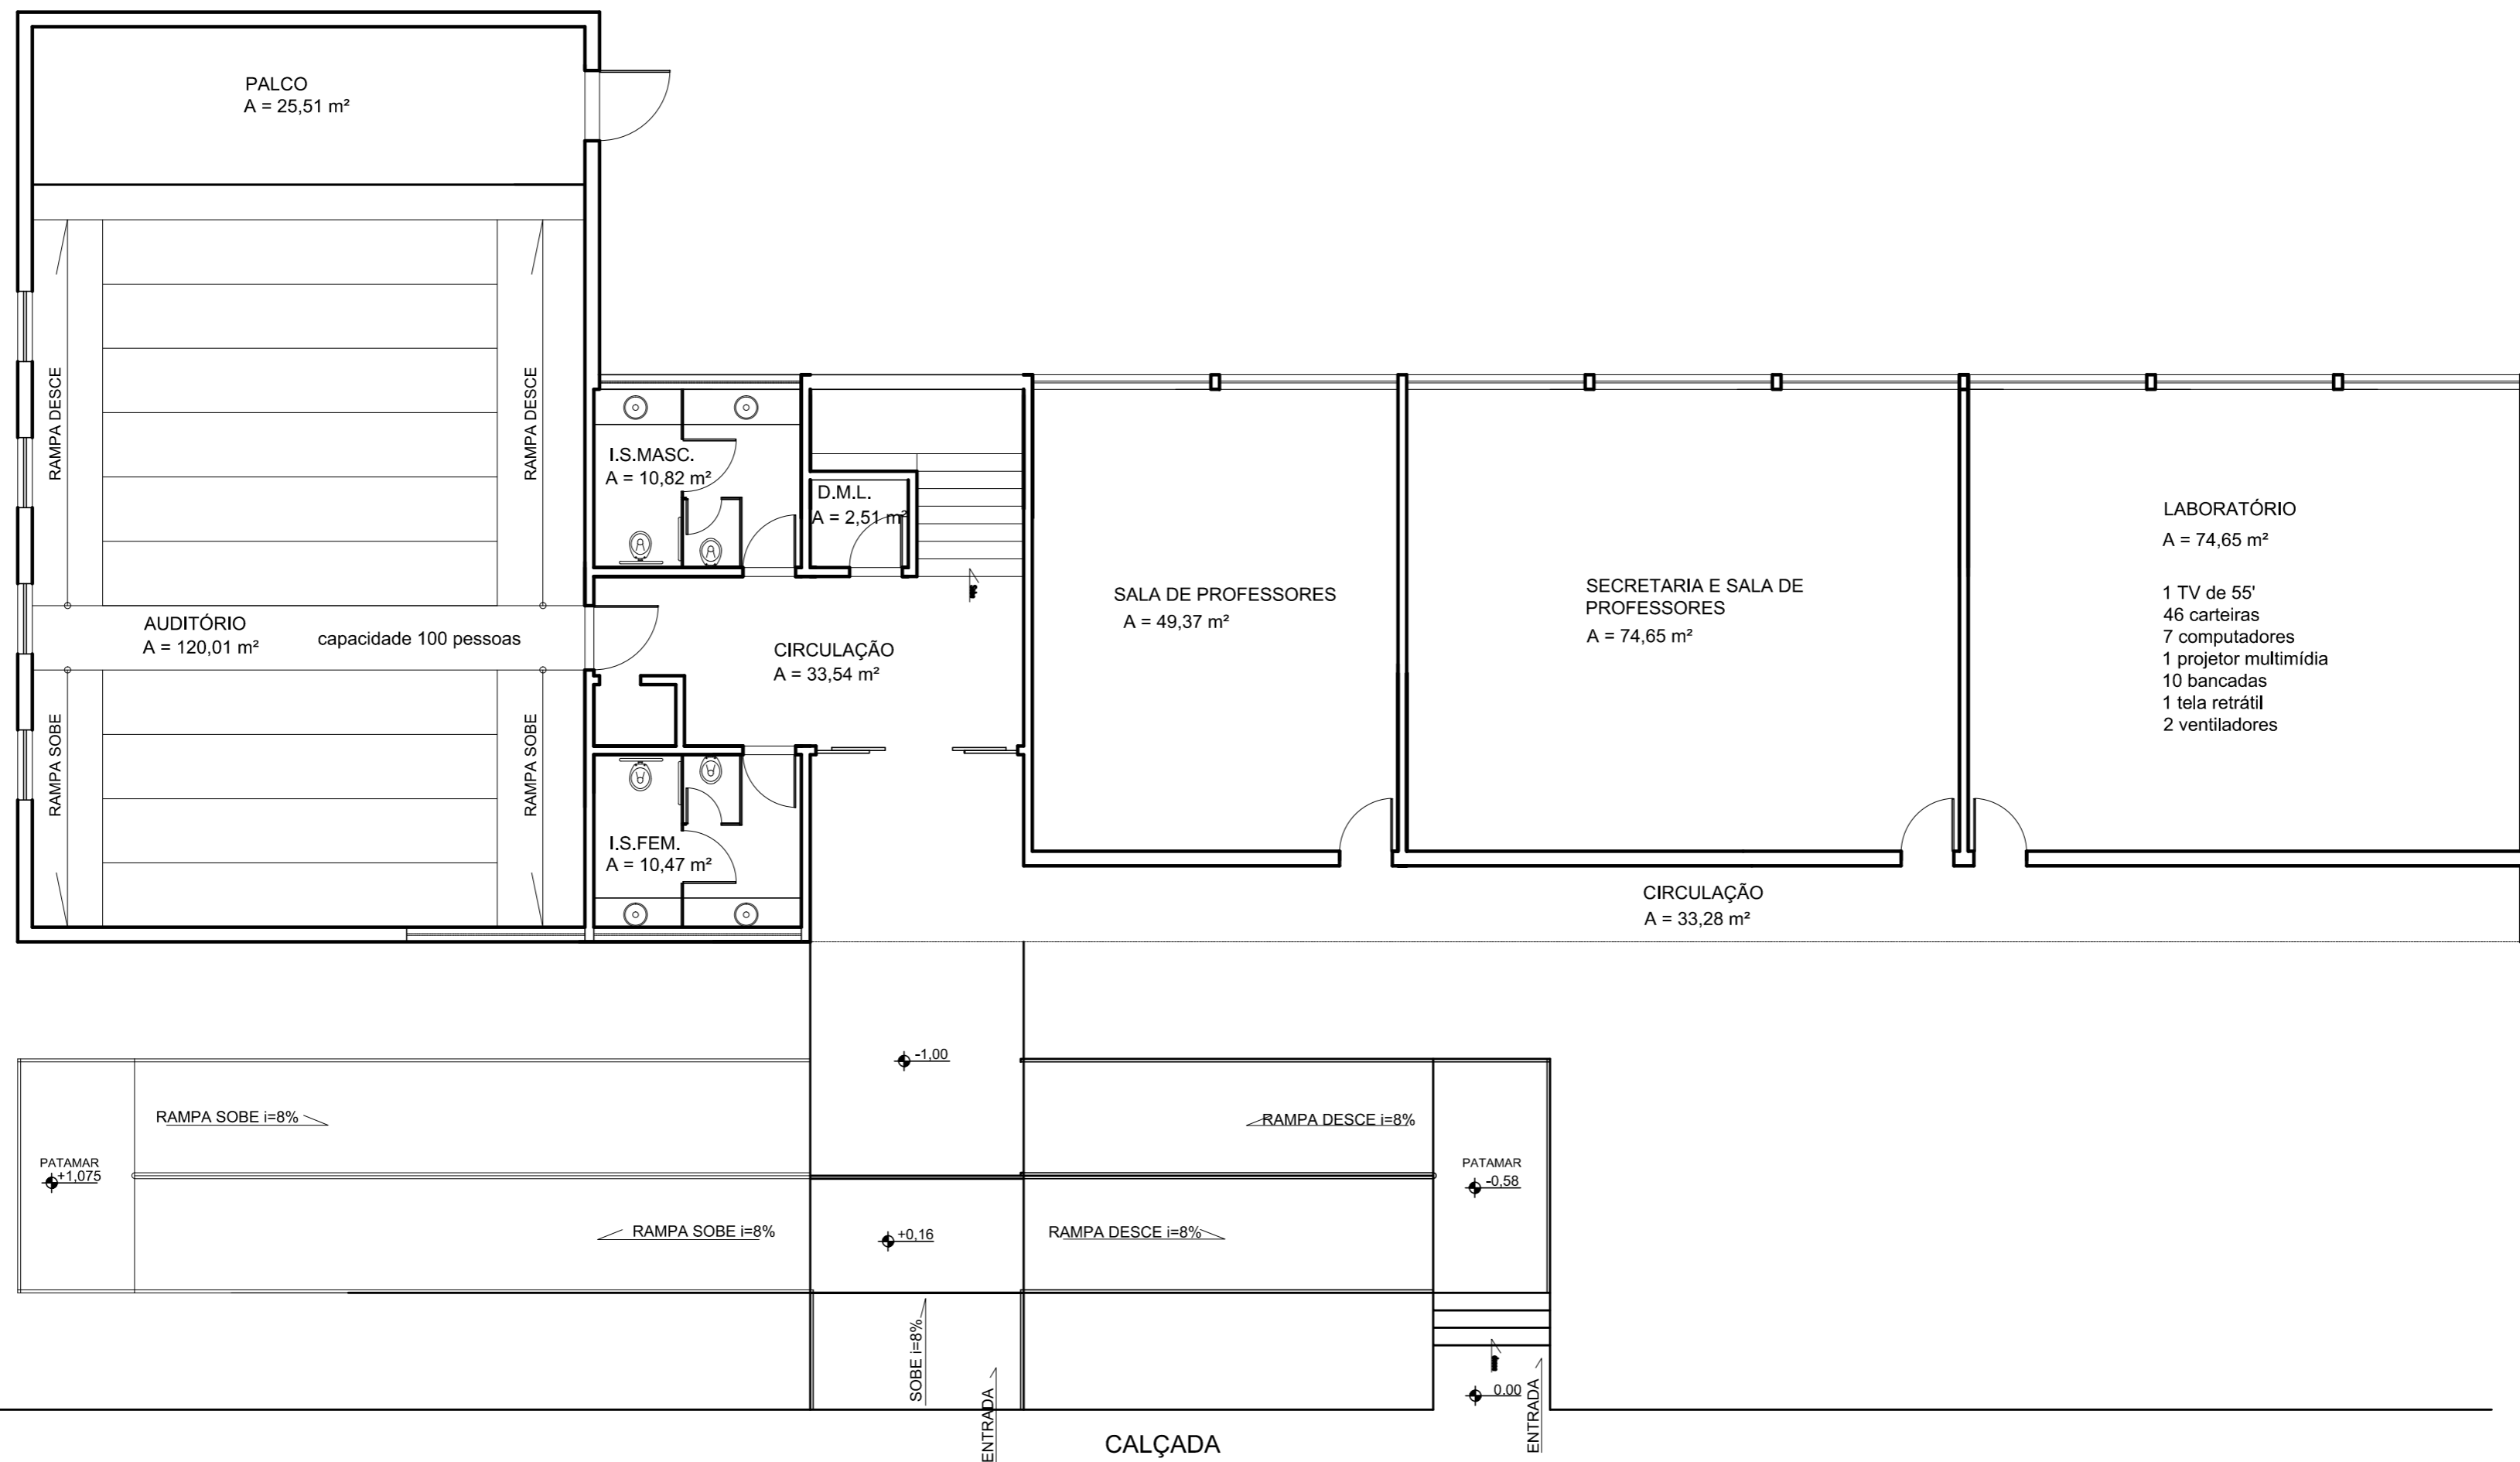 PALCO
A = 25,51 m²
RAMPA DESCE
RAMPA DESCE
I.S.MASC.
A = 10,82 m²
D.M.L.
A = 2,51 m²
LABORATÓRIO
A = 74,65 m²
1 TV de 55'
46 carteiras
7 computadores
1 projetor multimídia
10 bancadas
1 tela retrátil
2 ventiladores
SALA DE PROFESSORES
A = 49,37 m²
SECRETARIA E SALA DE
PROFESSORES
A = 74,65 m²
AUDITÓRIO
A = 120,01 m²
capacidade 100 pessoas
CIRCULAÇÃO
A = 33,54 m²
RAMPA SOBE
RAMPA SOBE
I.S.FEM.
A = 10,47 m²
CIRCULAÇÃO
A = 33,28 m²
-1,00
RAMPA SOBE i=8%
RAMPA DESCE i=8%
PATAMAR
+1,075
PATAMAR
-0,58
RAMPA SOBE i=8%
+0,16
RAMPA DESCE i=8%
SOBE i=8%
ENTRADA
0.00
ENTRADA
CALÇADA